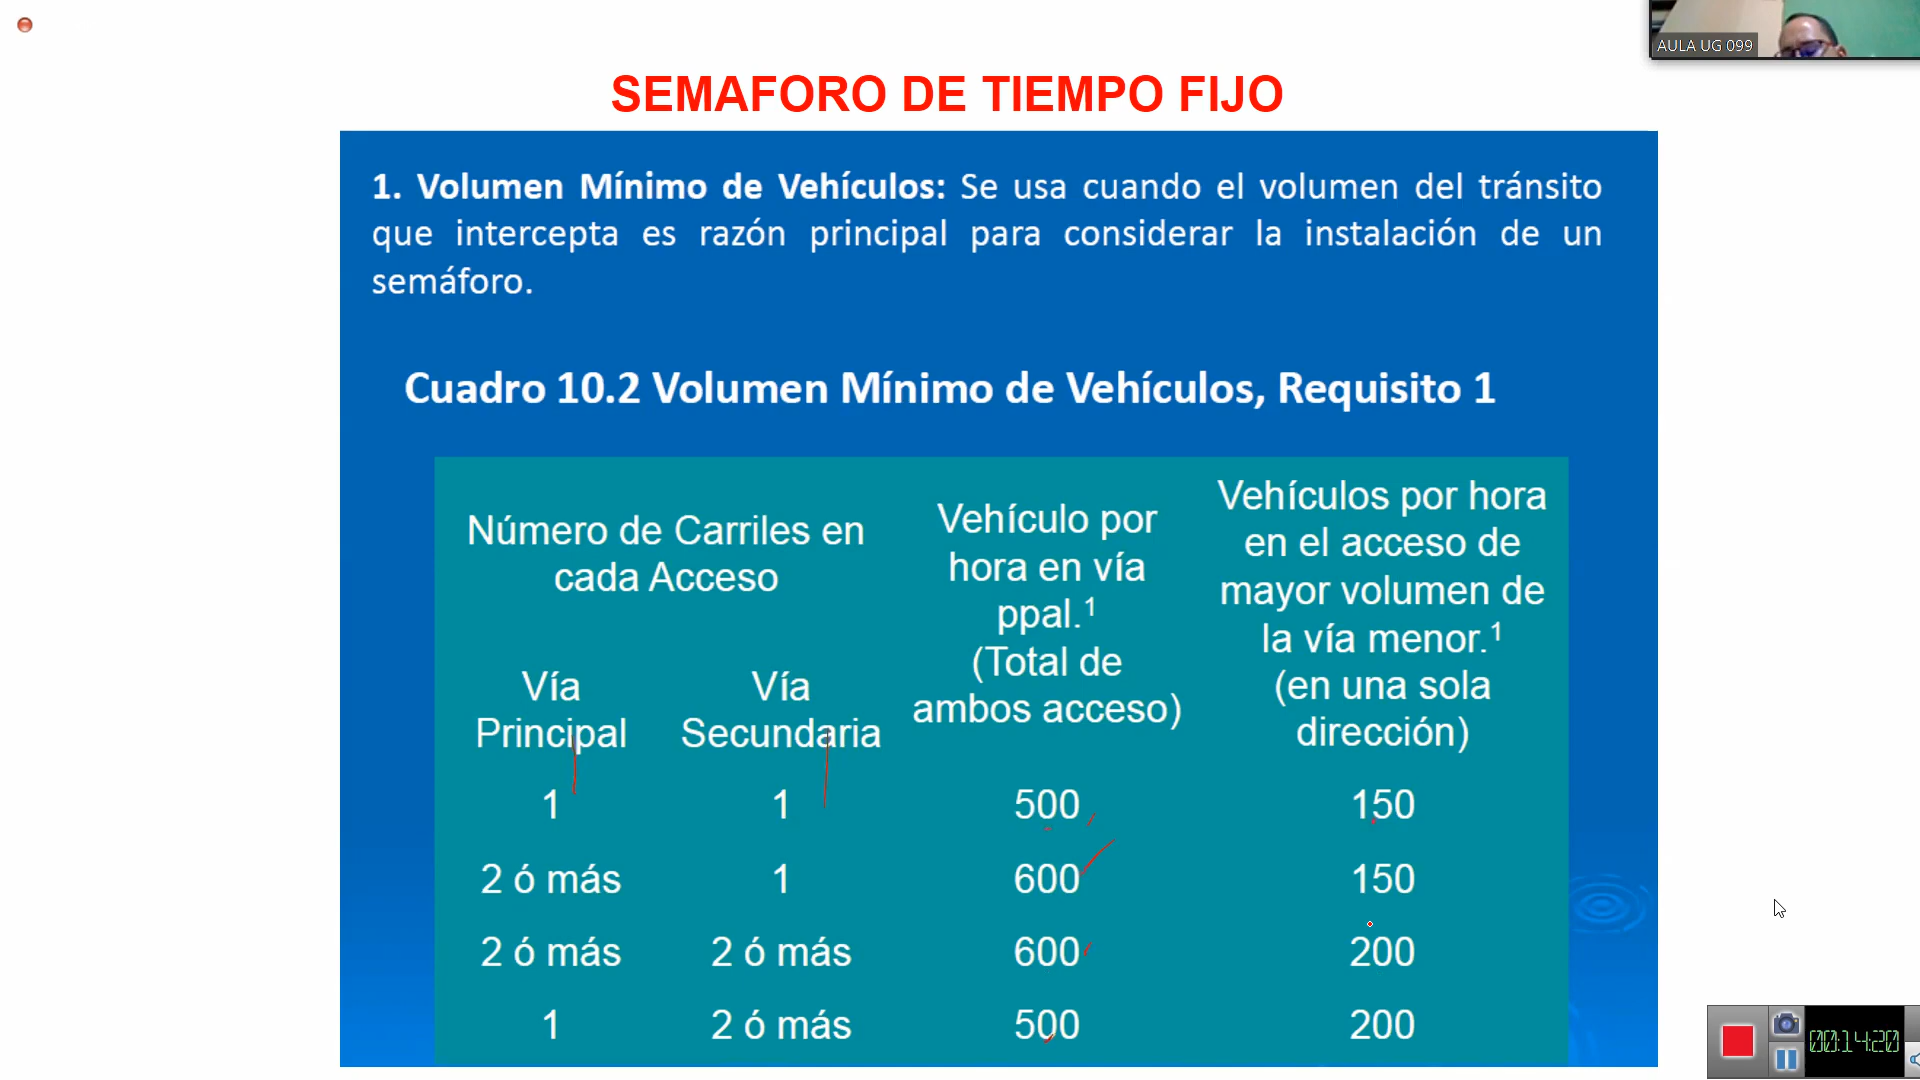 AULA UG 099
SEMAFORO DE TIEMPO FIJO
1. Volumen Mínimo de Vehículos: Se usa cuando el volumen del tránsito
que intercepta es razón principal para considerar la instalación de un
semáforo.
Cuadro 10.2 Volumen Mínimo de Vehículos, Requisito 1
Número de Carriles en
cada Acceso
Vía
Principal
Vía
Secundaria
Vehículo por
hora en vía
ppal.¹
(Total de
ambos acceso)
Vehículos por hora
en el acceso de
mayor volumen de
la vía menor.¹
(en una sola
dirección)
1 1 500 150
2 ó más 1 600 150
2 ó más 2 ó más 600 200
1 2 ó más 500 200
00:14:20